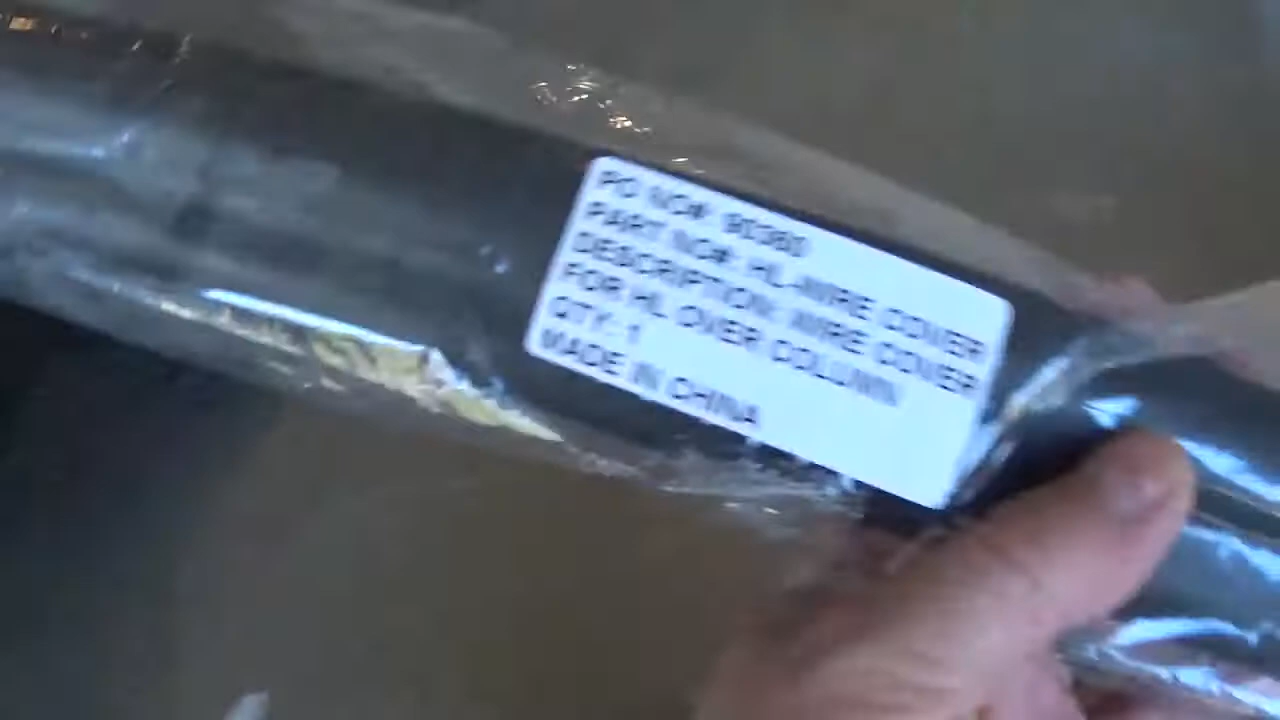 PO NO#: 90380
PART NO#: HL-WIRE COVER
DESCRIPTION: WIRE COVER
FOR HL OVER COLUMN
QTY: 1
MADE IN CHINA